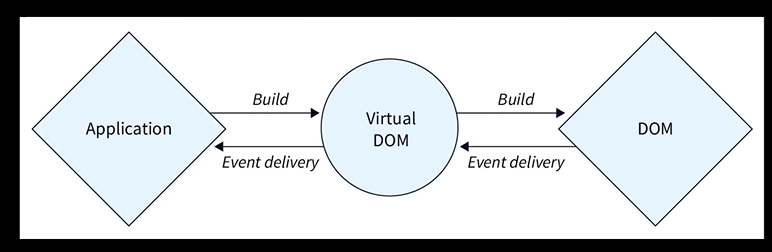 Application
Build
Event delivery
Virtual
DOM
Build
Event delivery
DOM